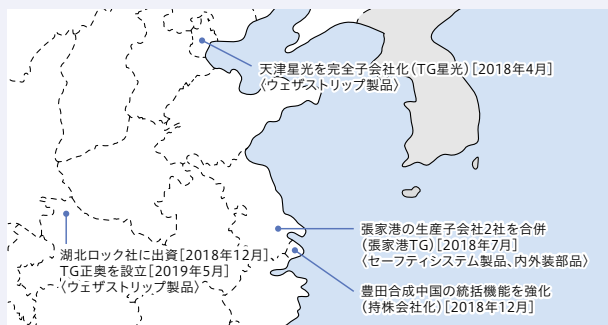 天津星光を完全子会社化（TG星光）［2018年4月］
〈ウェザストリップ製品〉
湖北ロック社に出資［2018年12月］、
TG正奥を設立［2019年5月］
〈ウェザストリップ製品〉
張家港の生産子会社2社を合併
（張家港TG）［2018年7月］
〈セーフティシステム製品、内外装部品〉
豊田合成中国の統括機能を強化
（持株会社化）［2018年12月］